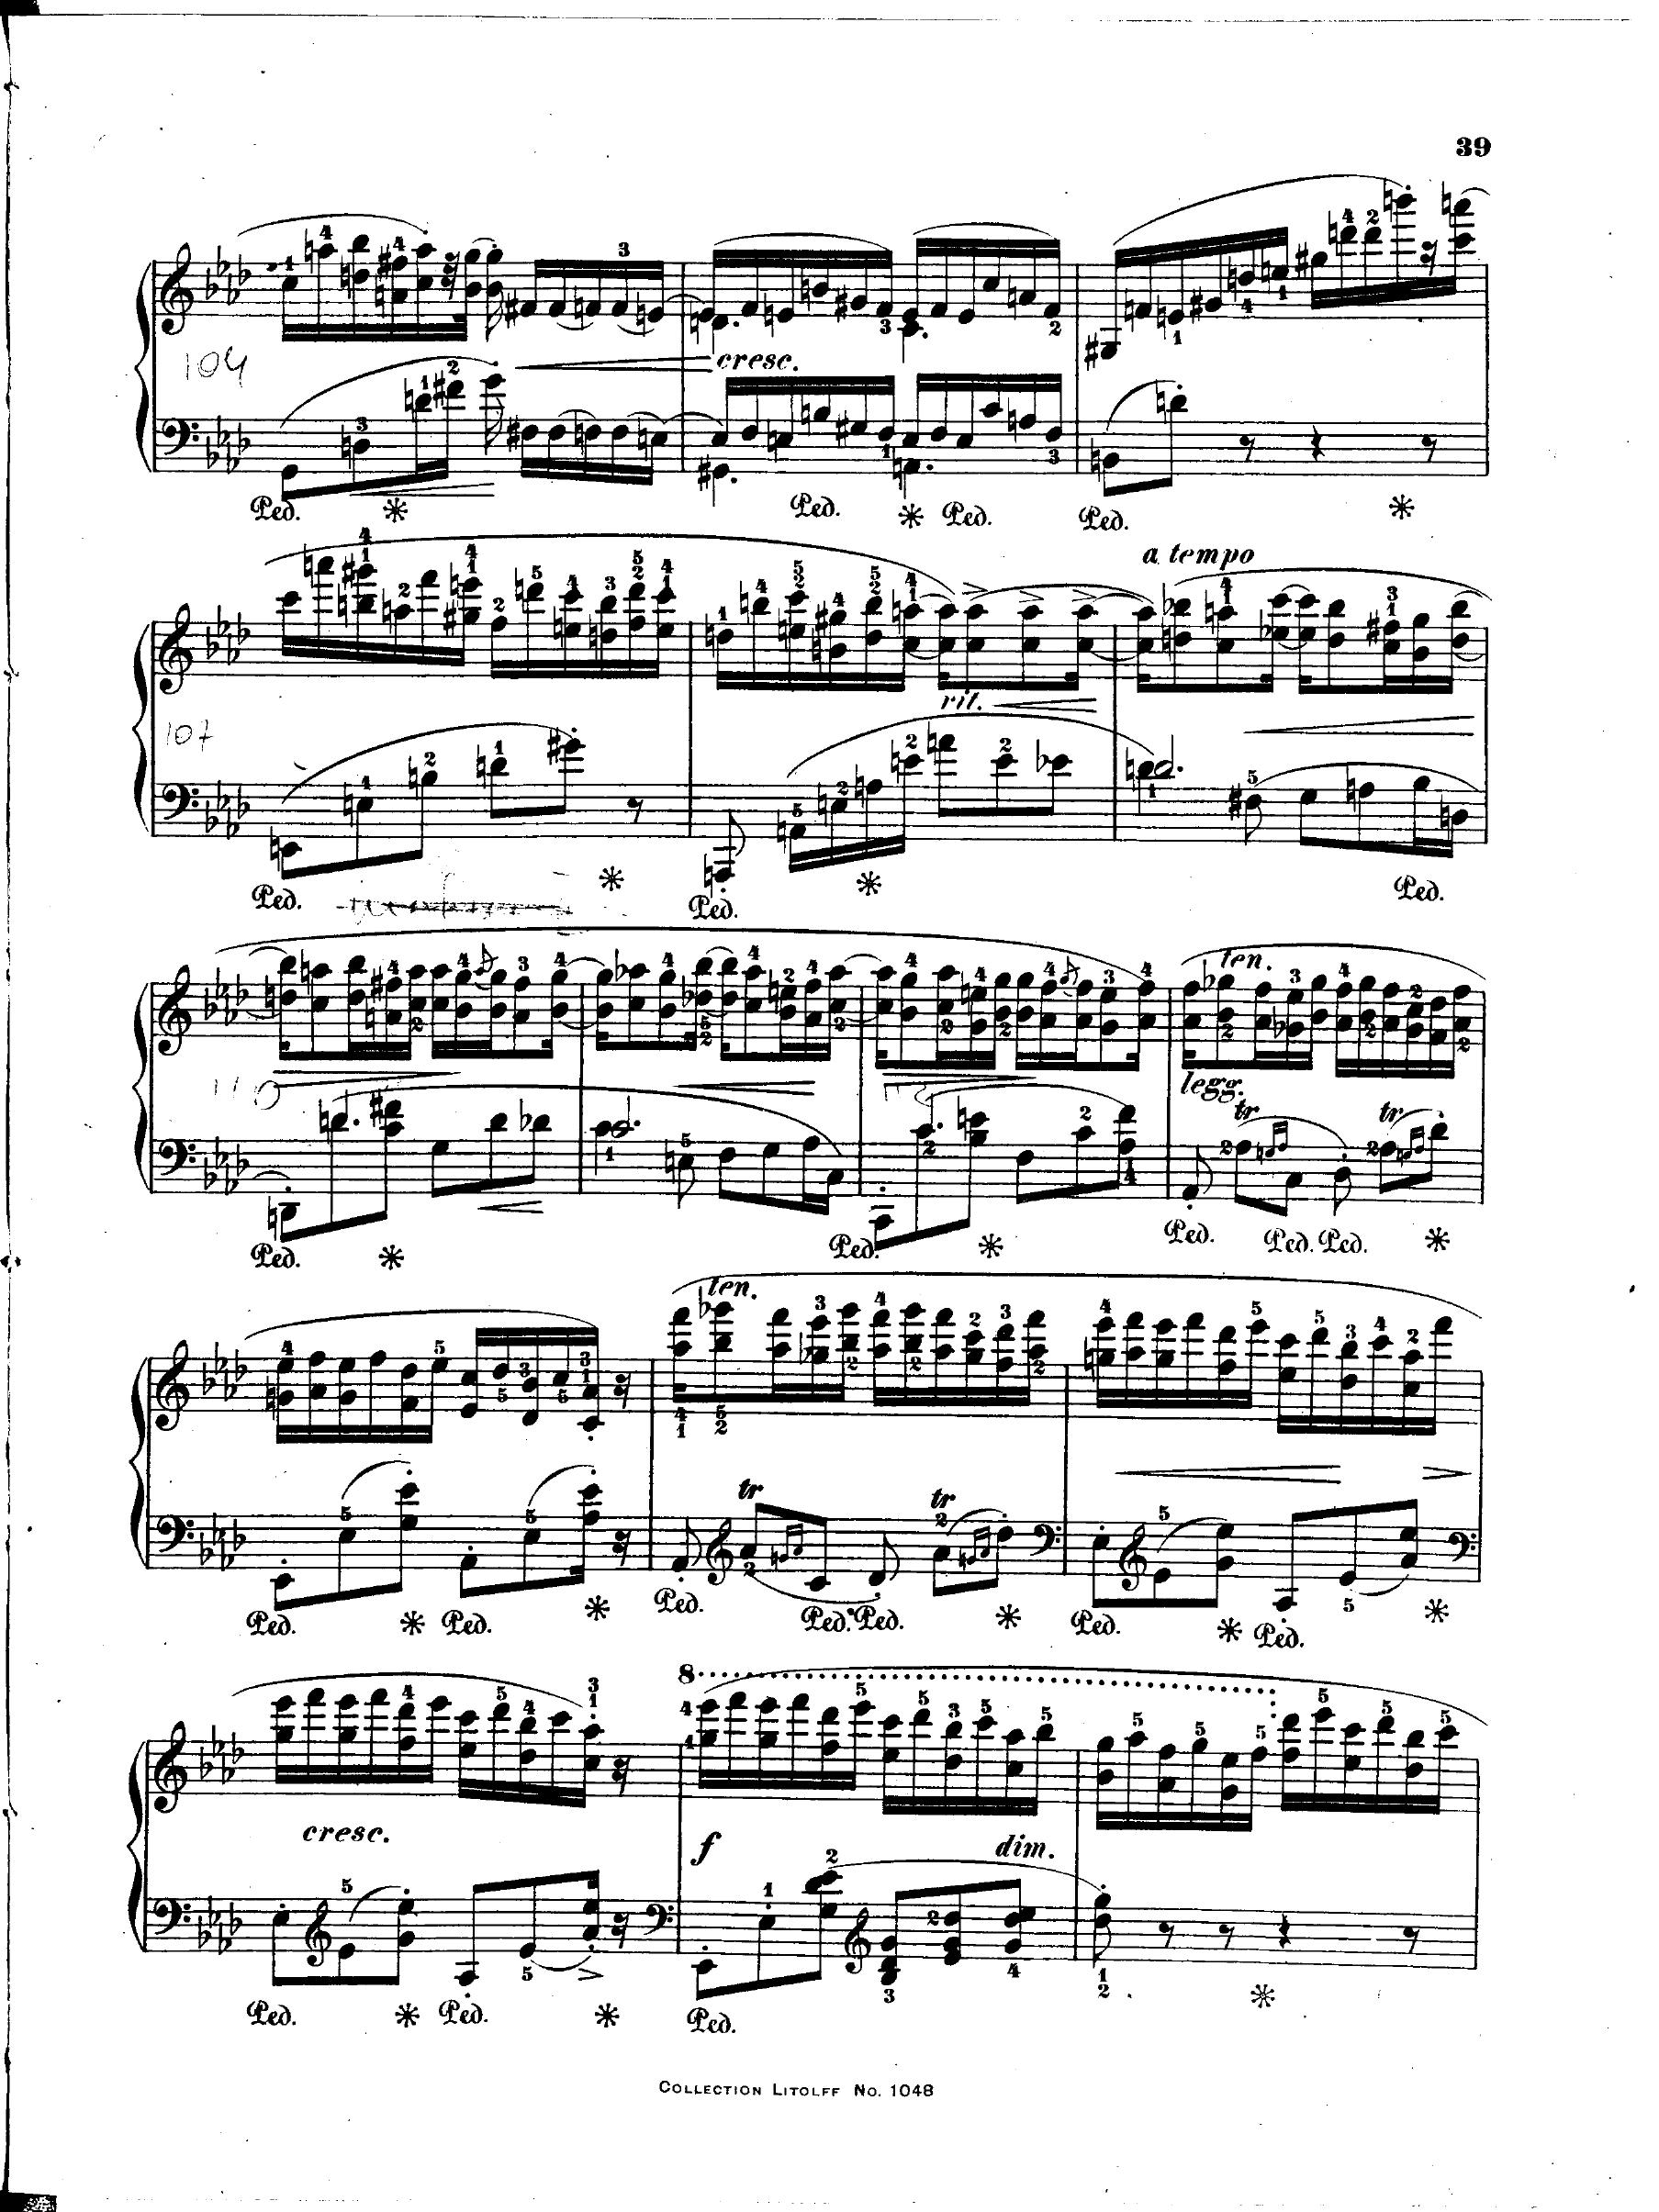 39
104
cresc.
Ped. * Ped. * Ped. Ped. *
a tempo
rit.
107
Ped. * Ped. * Ped.
ten.
legg.
110
tr tr
Ped. * Ped. * Ped. Ped. Ped. *
ten.
tr tr
Ped. * Ped. * Ped. Ped. Ped. * Ped. * Ped. *
8
cresc. f dim.
Ped. * Ped. * Ped. *
COLLECTION LITOLFF No. 1048